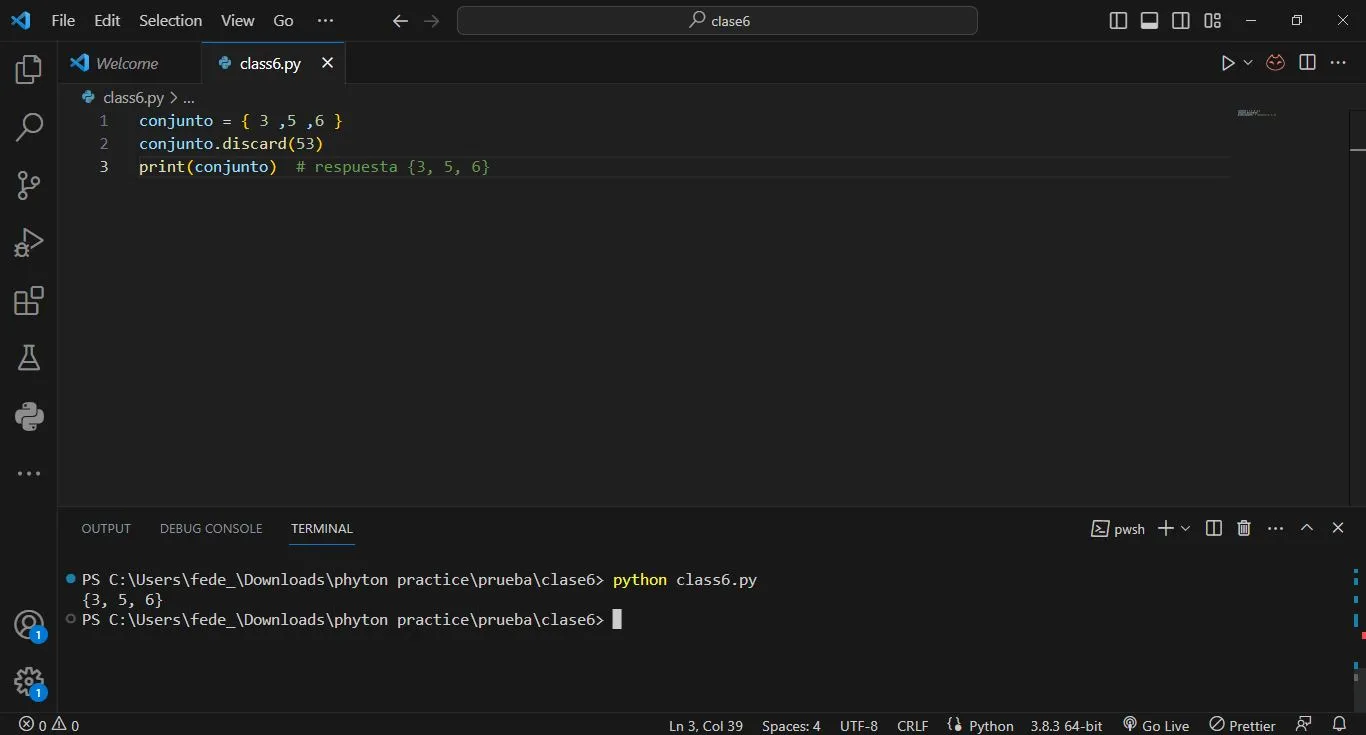 File Edit Selection View Go ··· clase6
Welcome class6.py
class6.py > ...
1 conjunto = { 3 ,5 ,6 }
2 conjunto.discard(53)
3 print(conjunto)  # respuesta {3, 5, 6}
OUTPUT DEBUG CONSOLE TERMINAL pwsh
PS C:\Users\fede_\Downloads\phyton practice\prueba\clase6> python class6.py
{3, 5, 6}
PS C:\Users\fede_\Downloads\phyton practice\prueba\clase6>
1
1
0 0 Ln 3, Col 39 Spaces: 4 UTF-8 CRLF Python 3.8.3 64-bit Go Live Prettier